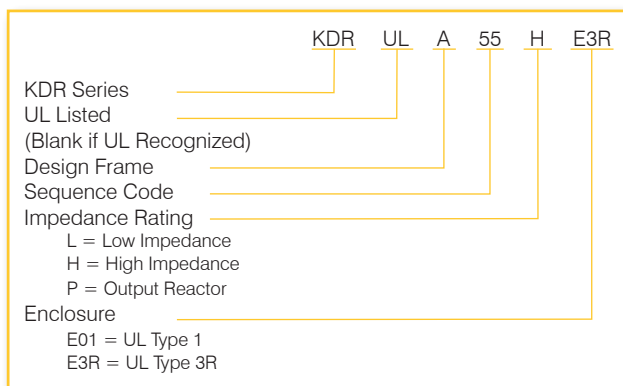 KDR UL A 55 H E3R
KDR Series
UL Listed
(Blank if UL Recognized)
Design Frame
Sequence Code
Impedance Rating
L = Low Impedance
H = High Impedance
P = Output Reactor
Enclosure
E01 = UL Type 1
E3R = UL Type 3R